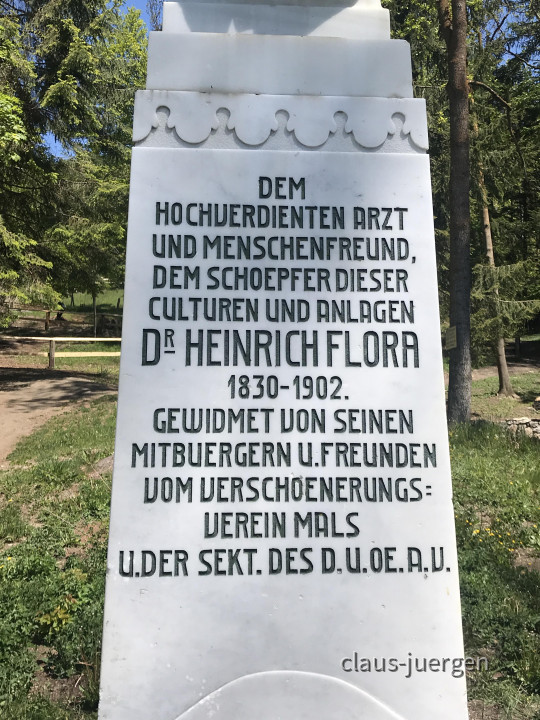 DEM
HOCHVERDIENTEN ARZT
UND MENSCHENFREUND,
DEM SCHOEPFER DIESER
CULTUREN UND ANLAGEN
DR HEINRICH FLORA
1830-1902.
GEWIDMET VON SEINEN
MITBUERGERN U. FREUNDEN
VOM VERSCHOENERUNGS=
VEREIN MALS
U. DER SEKT. DES D. U. OE. A. V.
claus-juergen